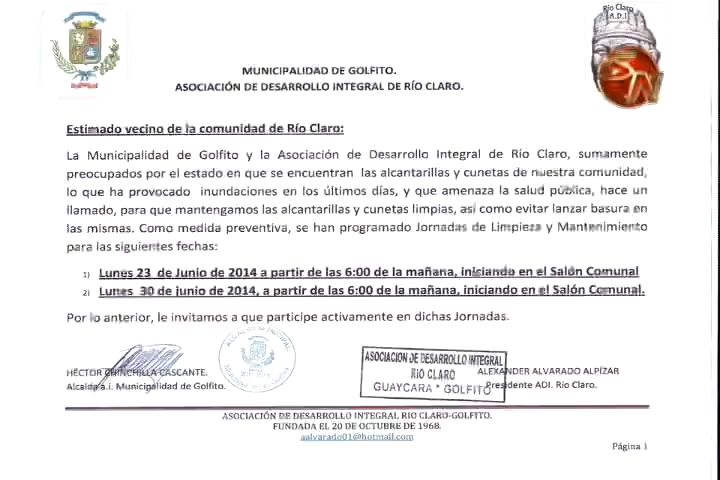 Río Claro
A.D.I.
MUNICIPALIDAD DE GOLFITO.
ASOCIACIÓN DE DESARROLLO INTEGRAL DE RÍO CLARO.
Estimado vecino de la comunidad de Río Claro:
La Municipalidad de Golfito y la Asociación de Desarrollo Integral de Río Claro, sumamente
preocupados por el estado en que se encuentran las alcantarillas y cunetas de nuestra comunidad,
lo que ha provocado inundaciones en los últimos días, y que amenaza la salud pública, hace un
llamado, para que mantengamos las alcantarillas y cunetas limpias, así como evitar lanzar basura en
las mismas. Como medida preventiva, se han programado Jornadas de Limpieza y Mantenimiento
para las siguientes fechas:
1) Lunes 23 de Junio de 2014 a partir de las 6:00 de la mañana, iniciando en el Salón Comunal
2) Lunes 30 de junio de 2014, a partir de las 6:00 de la mañana, iniciando en el Salón Comunal.
Por lo anterior, le invitamos a que participe activamente en dichas Jornadas.
ALCALDE MUNICIPAL
HÉCTOR CHINCHILLA CASCANTE.
Alcalde a.i. Municipalidad de Golfito.
ASOCIACION DE DESARROLLO INTEGRAL
RIO CLARO
GUAYCARA * GOLFITO
ALEXANDER ALVARADO ALPÍZAR
Presidente ADI. Río Claro.
ASOCIACIÓN DE DESARROLLO INTEGRAL RIO CLARO-GOLFITO.
FUNDADA EL 20 DE OCTUBRE DE 1968.
aalvarado01@hotmail.com
Página 1